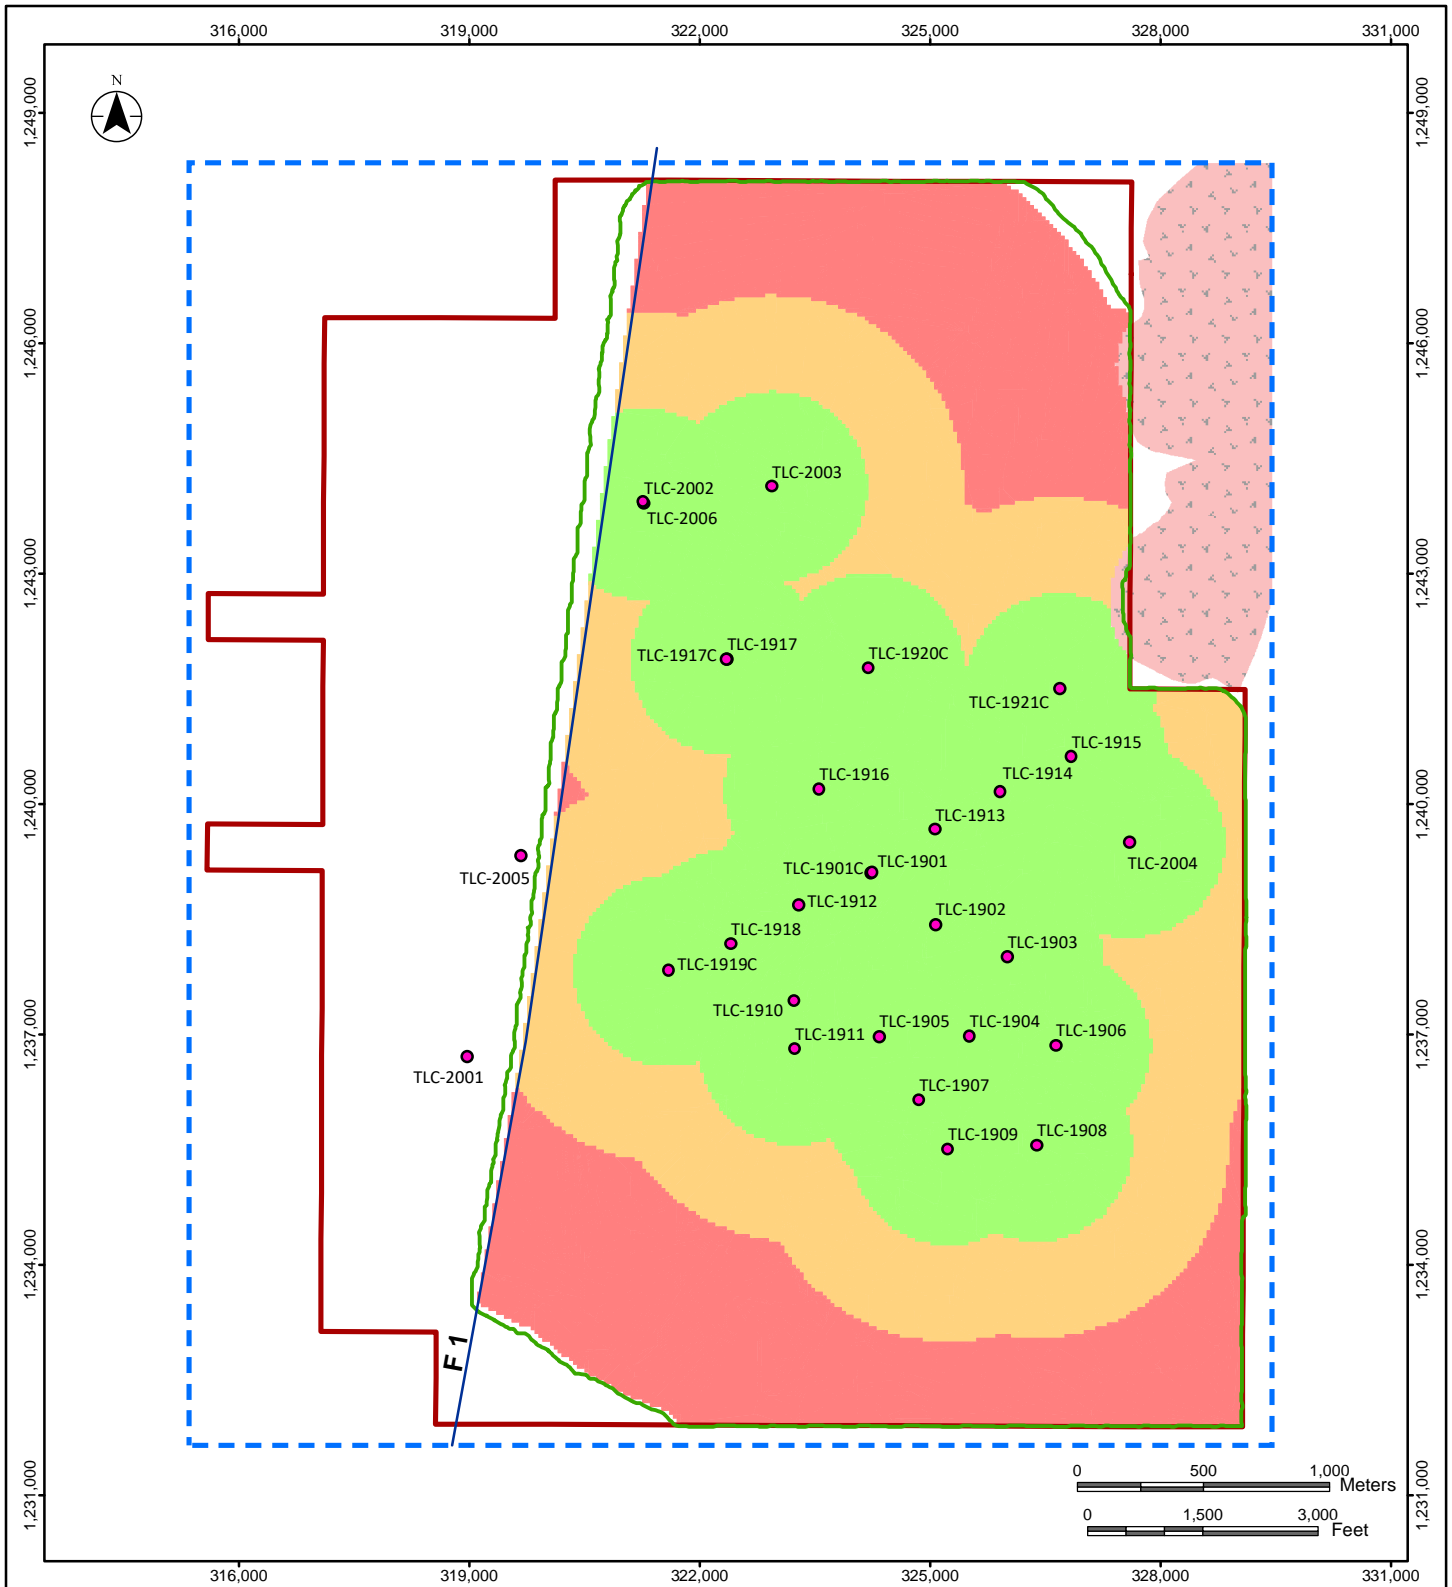 316,000
319,000
322,000
325,000
328,000
331,000
N
1,249,000
1,249,000
1,246,000
1,246,000
TLC-2003
TLC-2002
TLC-2006
1,243,000
1,243,000
TLC-1917
TLC-1917C
TLC-1920C
TLC-1921C
TLC-1915
TLC-1914
TLC-1916
1,240,000
1,240,000
TLC-1913
TLC-2004
TLC-1901
TLC-1901C
TLC-2005
TLC-1912
TLC-1902
TLC-1918
TLC-1903
TLC-1919C
TLC-1910
TLC-1905
TLC-1904
TLC-1906
TLC-1911
1,237,000
1,237,000
TLC-2001
TLC-1907
TLC-1909
TLC-1908
1,234,000
1,234,000
F 1
0 500 1,000
Meters
1,231,000
1,231,000
0 1,500 3,000
Feet
316,000
319,000
322,000
325,000
328,000
331,000